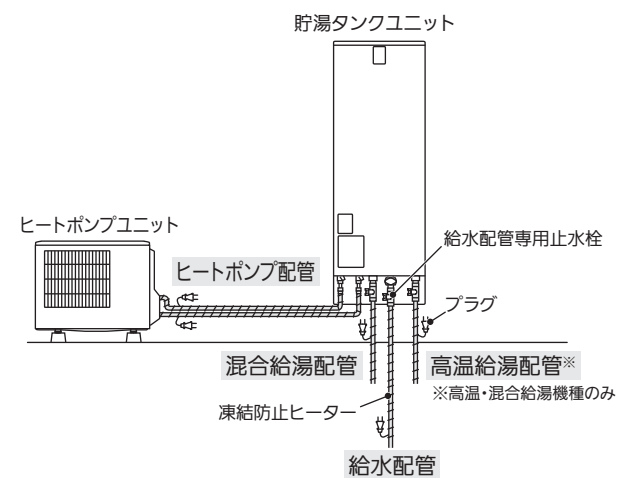 貯湯タンクユニット
ヒートポンプユニット
給水配管専用止水栓
ヒートポンプ配管
プラグ
混合給湯配管
高温給湯配管※
※高温・混合給湯機種のみ
凍結防止ヒーター
給水配管